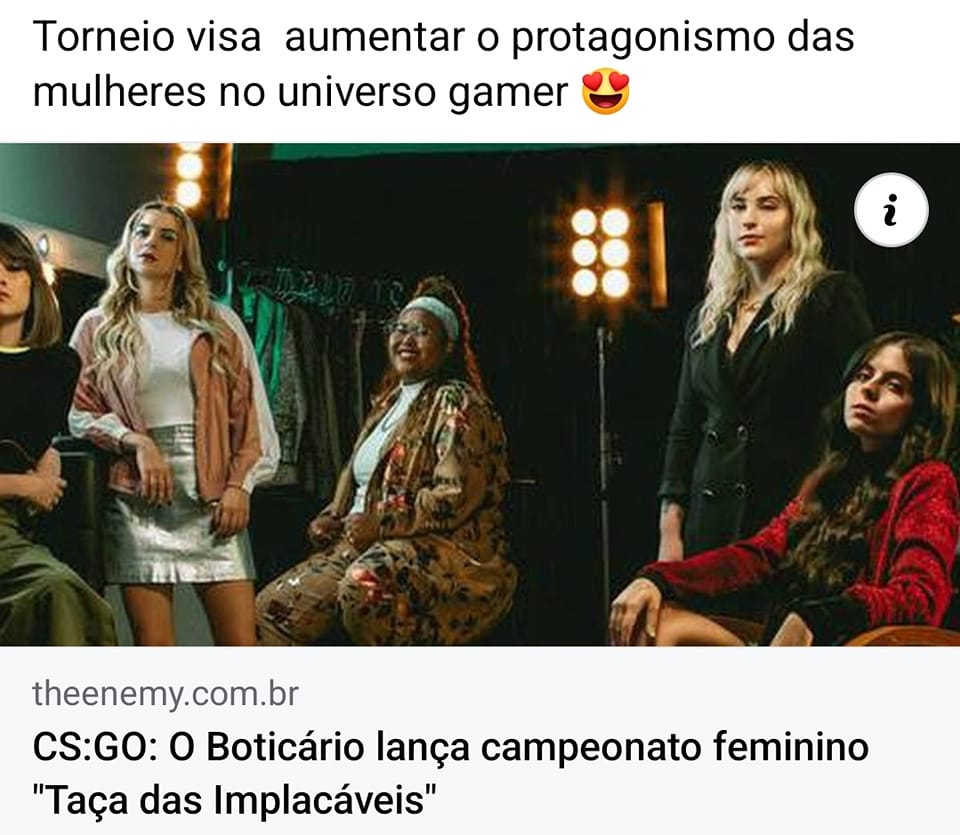 Torneio visa aumentar o protagonismo das
mulheres no universo gamer 😍
i
theenemy.com.br
CS:GO: O Boticário lança campeonato feminino
"Taça das Implacáveis"